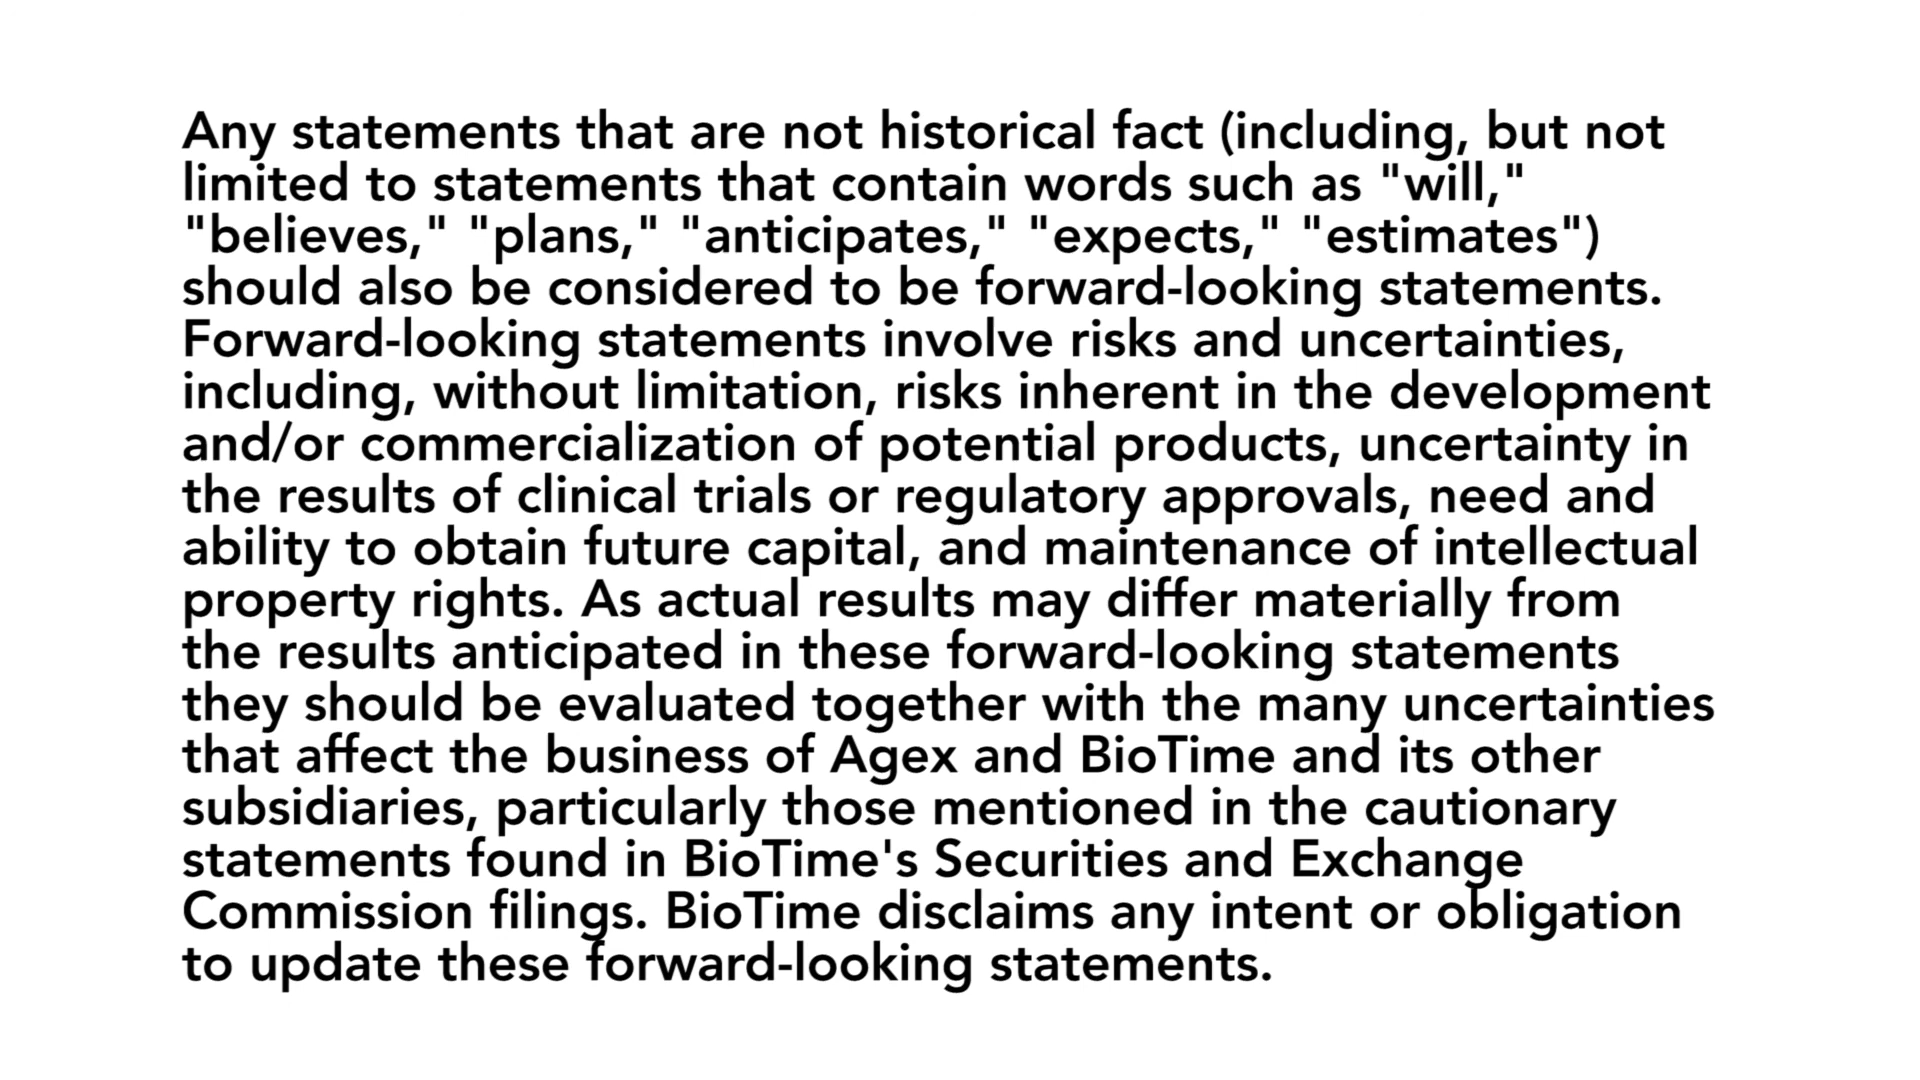 Any statements that are not historical fact (including, but not
limited to statements that contain words such as "will,"
"believes," "plans," "anticipates," "expects," "estimates")
should also be considered to be forward-looking statements.
Forward-looking statements involve risks and uncertainties,
including, without limitation, risks inherent in the development
and/or commercialization of potential products, uncertainty in
the results of clinical trials or regulatory approvals, need and
ability to obtain future capital, and maintenance of intellectual
property rights. As actual results may differ materially from
the results anticipated in these forward-looking statements
they should be evaluated together with the many uncertainties
that affect the business of Agex and BioTime and its other
subsidiaries, particularly those mentioned in the cautionary
statements found in BioTime's Securities and Exchange
Commission filings. BioTime disclaims any intent or obligation
to update these forward-looking statements.